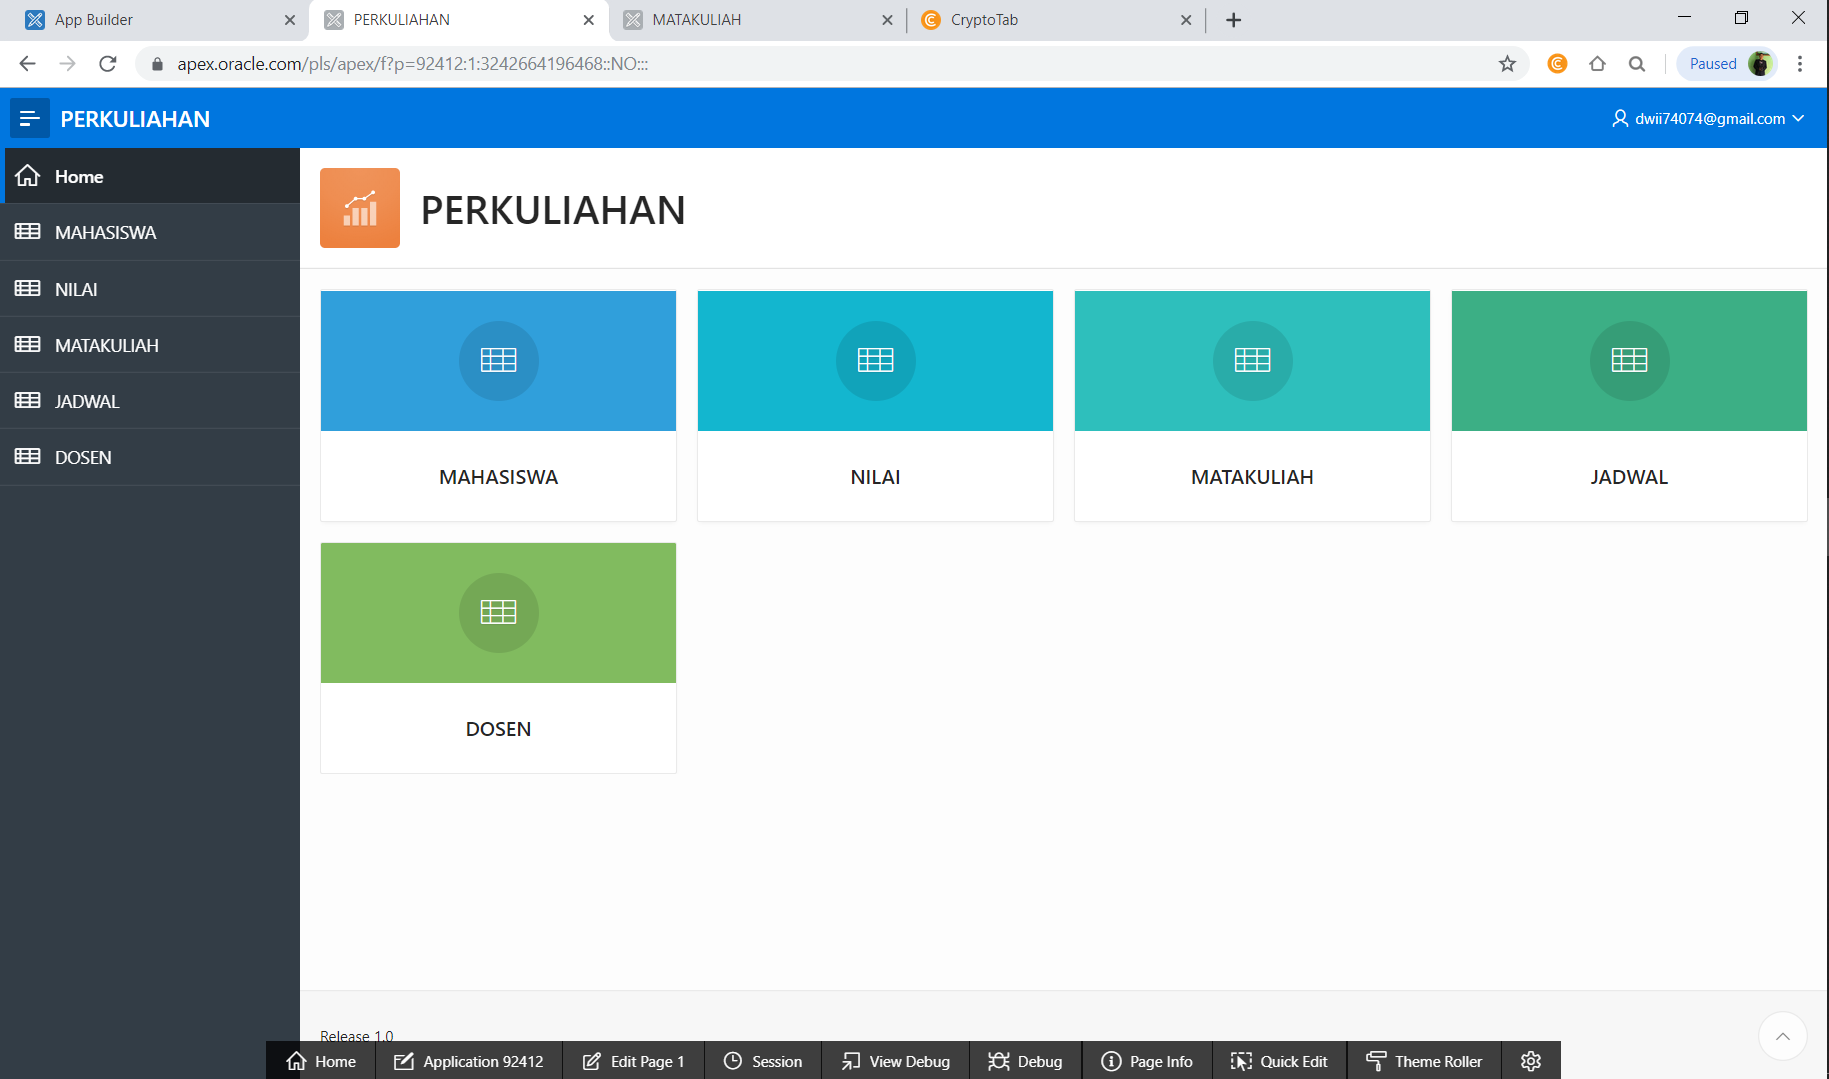 App Builder
PERKULIAHAN
MATAKULIAH
CryptoTab
apex.oracle.com/pls/apex/f?p=92412:1:3242664196468::NO:::
Paused
PERKULIAHAN
dwii74074@gmail.com
Home
MAHASISWA
NILAI
MATAKULIAH
JADWAL
DOSEN
PERKULIAHAN
MAHASISWA
NILAI
MATAKULIAH
JADWAL
DOSEN
Release 1.0
Home
Application 92412
Edit Page 1
Session
View Debug
Debug
Page Info
Quick Edit
Theme Roller